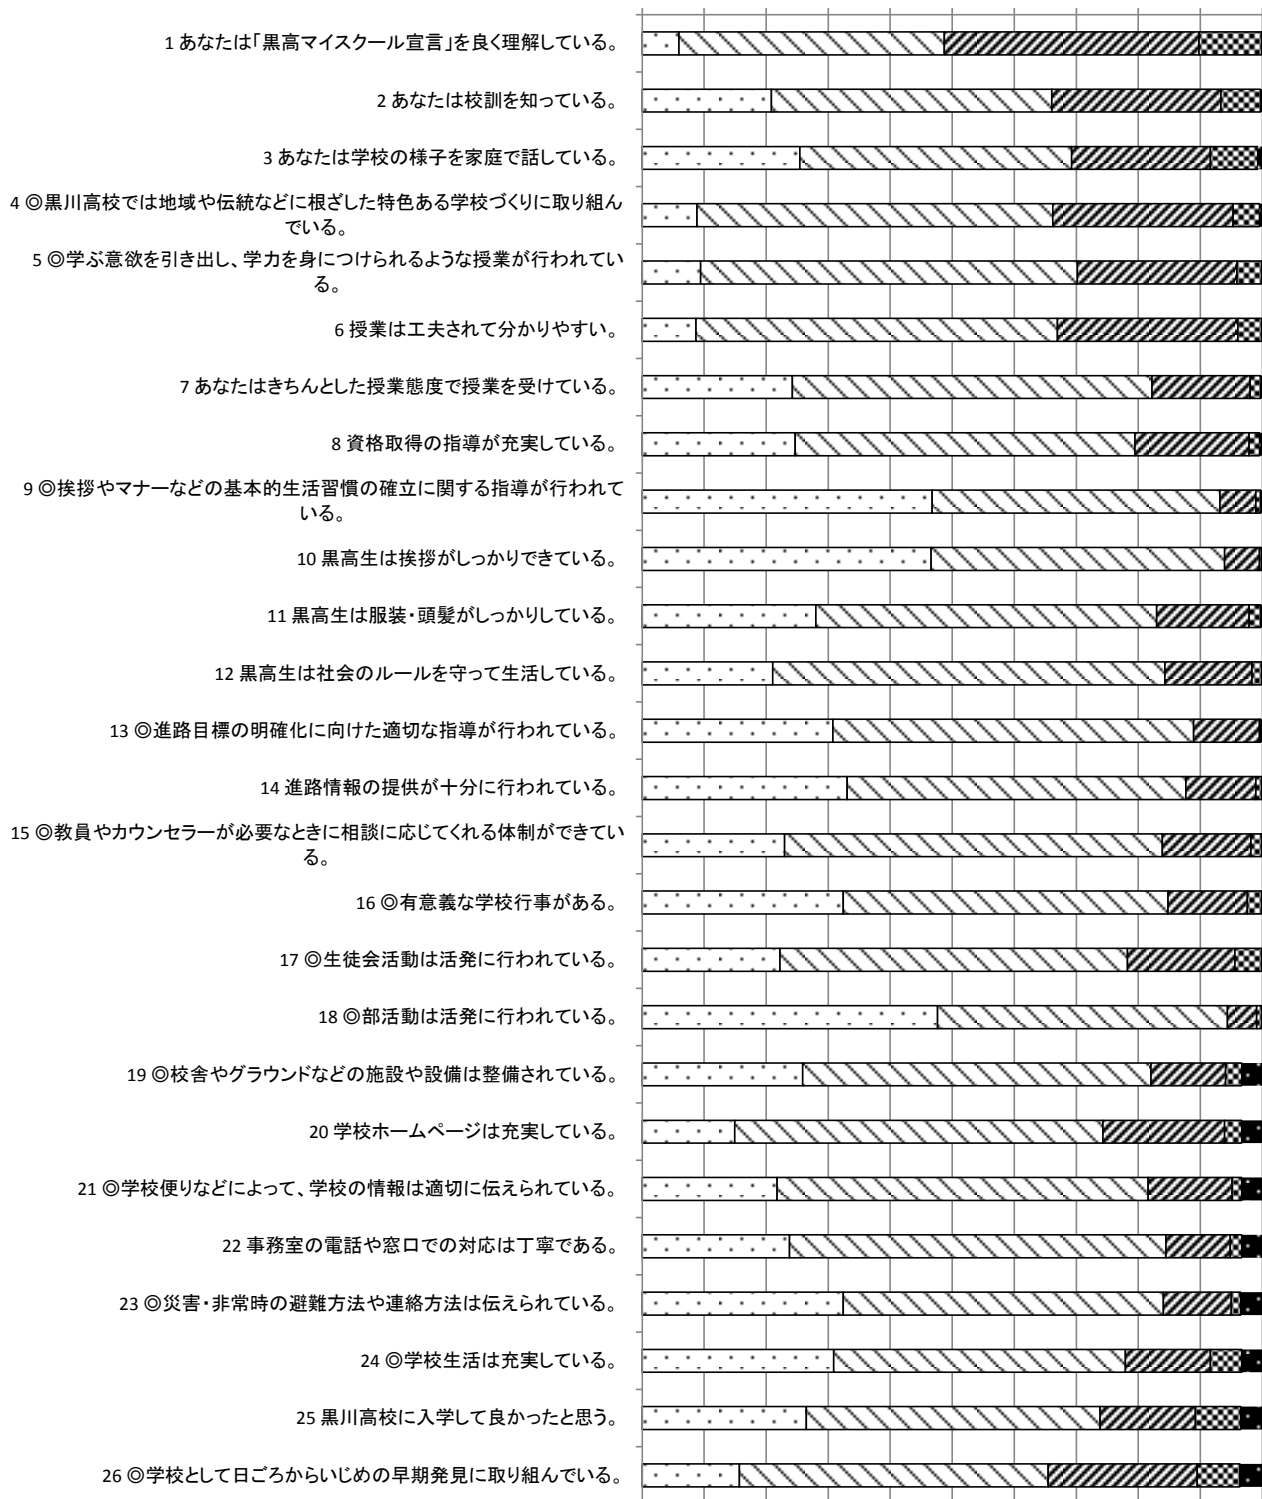 1 あなたは「黒高マイスクール宣言」を良く理解している。
2 あなたは校訓を知っている。
3 あなたは学校の様子を家庭で話している。
4 ◎黒川高校では地域や伝統などに根ざした特色ある学校づくりに取り組ん
でいる。
5 ◎学ぶ意欲を引き出し、学力を身につけられるような授業が行われてい
る。
6 授業は工夫されて分かりやすい。
7 あなたはきちんとした授業態度で授業を受けている。
8 資格取得の指導が充実している。
9 ◎挨拶やマナーなどの基本的生活習慣の確立に関する指導が行われて
いる。
10 黒高生は挨拶がしっかりできている。
11 黒高生は服装・頭髪がしっかりしている。
12 黒高生は社会のルールを守って生活している。
13 ◎進路目標の明確化に向けた適切な指導が行われている。
14 進路情報の提供が十分に行われている。
15 ◎教員やカウンセラーが必要なときに相談に応じてくれる体制ができてい
る。
16 ◎有意義な学校行事がある。
17 ◎生徒会活動は活発に行われている。
18 ◎部活動は活発に行われている。
19 ◎校舎やグラウンドなどの施設や設備は整備されている。
20 学校ホームページは充実している。
21 ◎学校便りなどによって、学校の情報は適切に伝えられている。
22 事務室の電話や窓口での対応は丁寧である。
23 ◎災害・非常時の避難方法や連絡方法は伝えられている。
24 ◎学校生活は充実している。
25 黒川高校に入学して良かったと思う。
26 ◎学校として日ごろからいじめの早期発見に取り組んでいる。